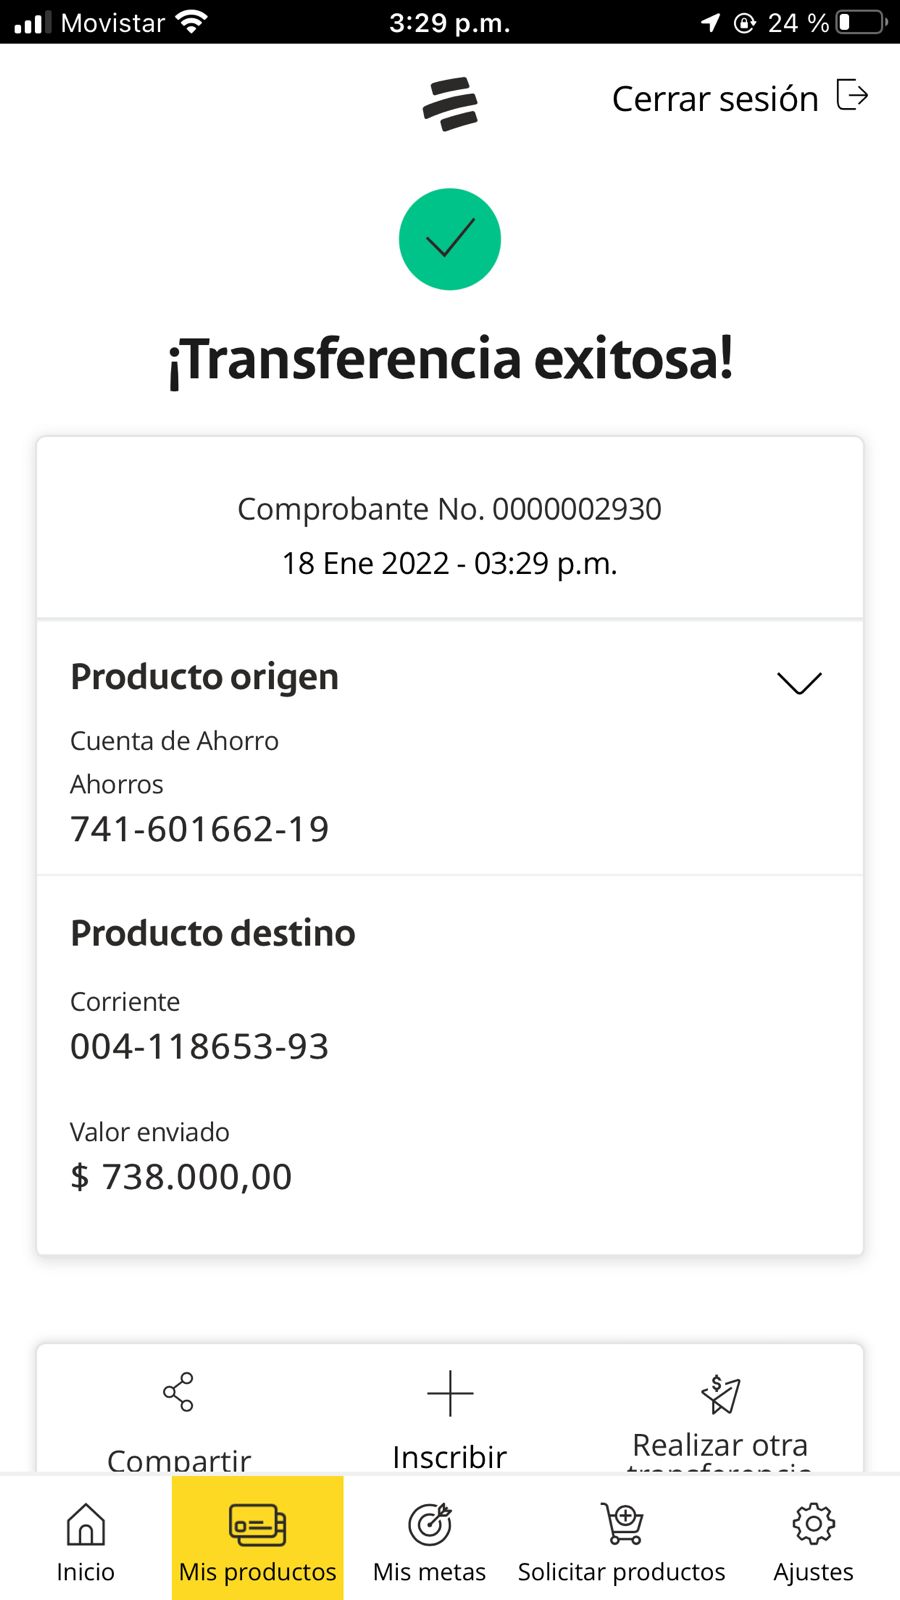 Movistar 3:29 p.m. 24 %
Cerrar sesión
¡Transferencia exitosa!
Comprobante No. 0000002930
18 Ene 2022 - 03:29 p.m.
Producto origen
Cuenta de Ahorro
Ahorros
741-601662-19
Producto destino
Corriente
004-118653-93
Valor enviado
$ 738.000,00
Compartir
Inscribir
Realizar otra
transferencia
Inicio
Mis productos
Mis metas
Solicitar productos
Ajustes